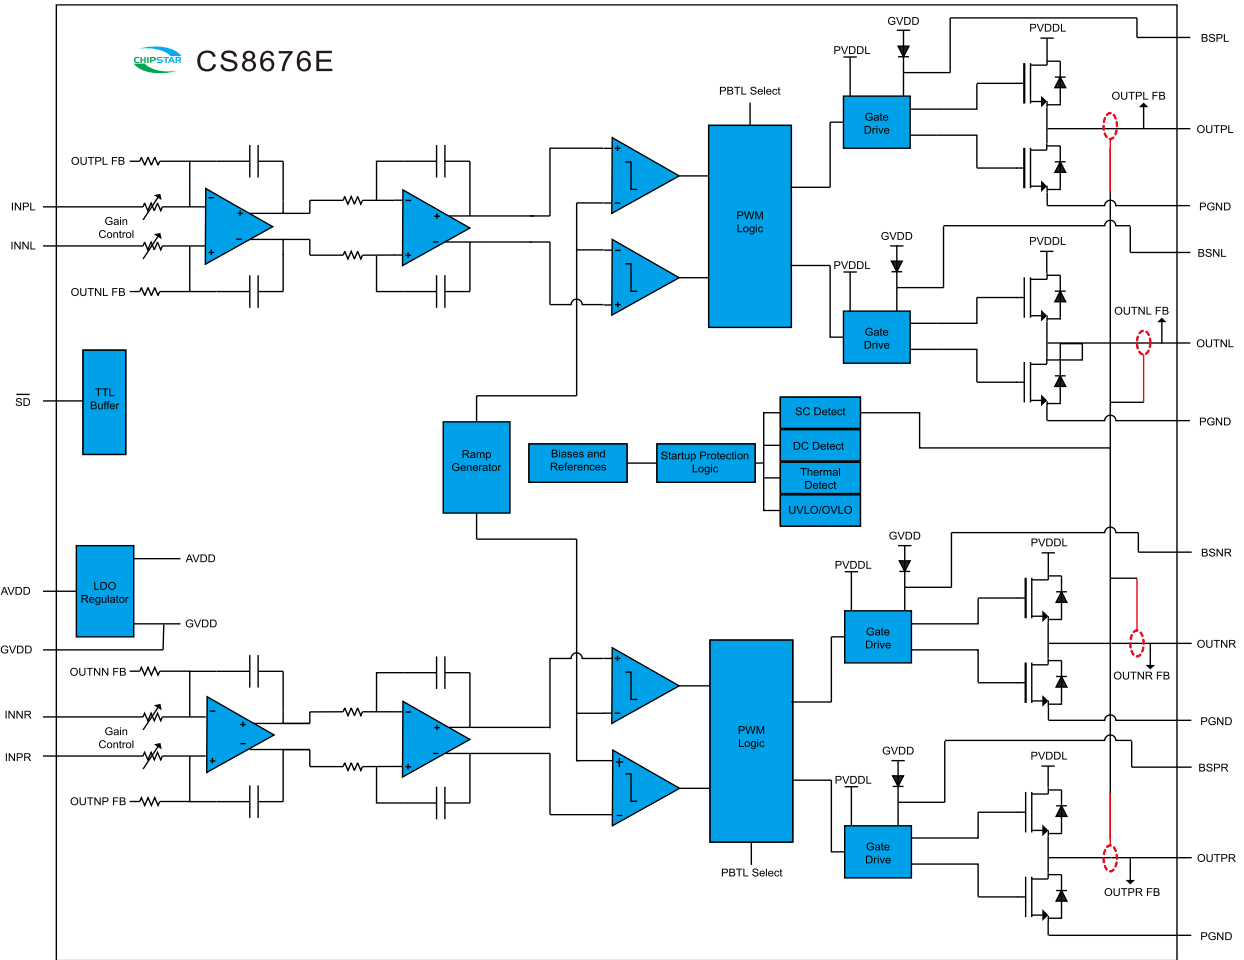 CHIPSTAR
CS8676E
GVDD
PVDDL
PVDDL
BSPL
PBTL Select
OUTPL FB
Gate
Drive
OUTPL
OUTPL FB
INPL
Gain
Control
PGND
PWM
Logic
INNL
GVDD
PVDDL
PVDDL
BSNL
OUTNL FB
OUTNL FB
Gate
Drive
OUTNL
SD
TTL
Buffer
SC Detect
PGND
Ramp
Generator
Biases and
References
Startup Protection
Logic
DC Detect
Thermal
Detect
UVLO/OVLO
GVDD
PVDDL
PVDDL
BSNR
AVDD
LDO
Regulator
AVDD
GVDD
GVDD
Gate
Drive
OUTNR
OUTNR FB
OUTNN FB
INNR
Gain
Control
PGND
PWM
Logic
INPR
GVDD
PVDDL
PVDDL
BSPR
OUTNP FB
Gate
Drive
OUTPR
PBTL Select
OUTPR FB
PGND